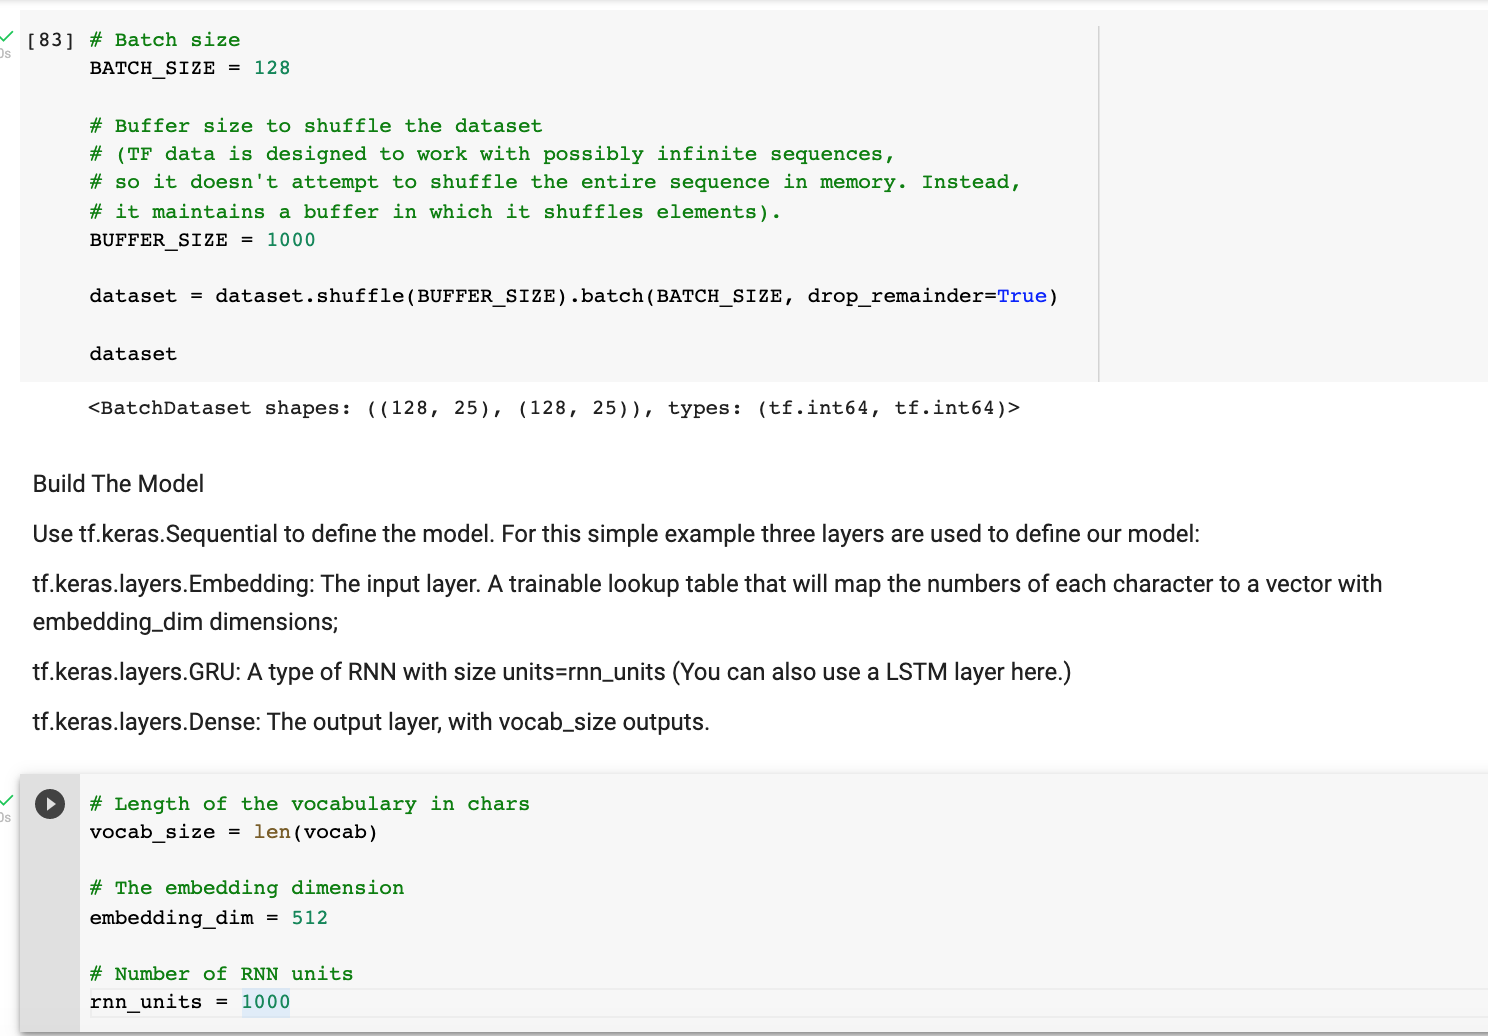 [83] # Batch size
BATCH_SIZE = 128
0s
# Buffer size to shuffle the dataset
# (TF data is designed to work with possibly infinite sequences,
# so it doesn't attempt to shuffle the entire sequence in memory. Instead,
# it maintains a buffer in which it shuffles elements).
BUFFER_SIZE = 1000
dataset = dataset.shuffle(BUFFER_SIZE).batch(BATCH_SIZE, drop_remainder=True)
dataset
<BatchDataset shapes: ((128, 25), (128, 25)), types: (tf.int64, tf.int64)>
Build The Model
Use tf.keras.Sequential to define the model. For this simple example three layers are used to define our model:
tf.keras.layers.Embedding: The input layer. A trainable lookup table that will map the numbers of each character to a vector with
embedding_dim dimensions;
tf.keras.layers.GRU: A type of RNN with size units=rnn_units (You can also use a LSTM layer here.)
tf.keras.layers.Dense: The output layer, with vocab_size outputs.
# Length of the vocabulary in chars
0s
vocab_size = len(vocab)
# The embedding dimension
embedding_dim = 512
# Number of RNN units
rnn_units = 1000